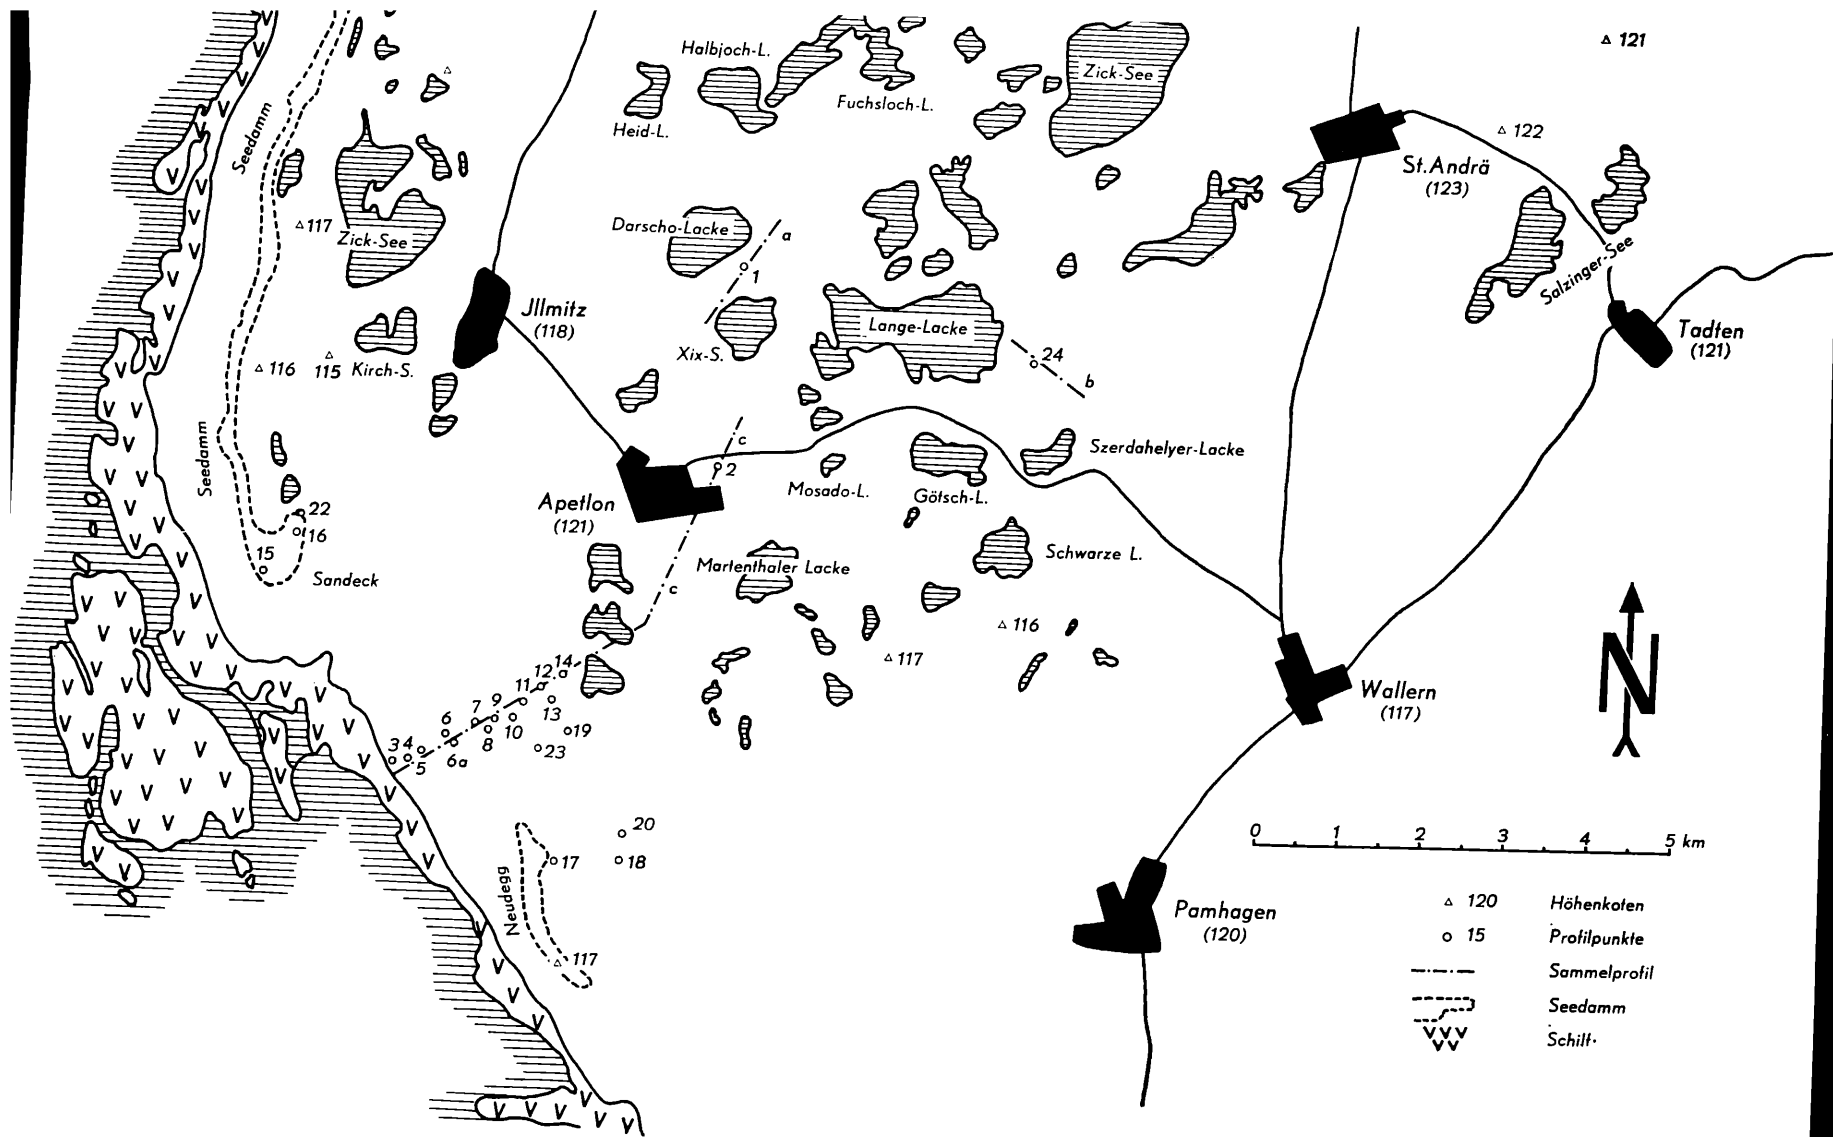 Halbjoch-L.
Zick-See
121
Heid-L.
Fuchsloch-L.
122
Seedamm
St.Andrä
(123)
117
Zick-See
Darscho-Lacke
a
1
Salzinger-See
Jllmitz
(118)
Lange-Lacke
Tadten
(121)
Xix-S.
24
b
116
115
Kirch-S.
Seedamm
c
2
Szerdahelyer-Lacke
Mosado-L.
Götsch-L.
Apetlon
(121)
22
16
15
Sandeck
Martenthaler Lacke
Schwarze L.
c
116
117
14
12
11
9
7
6
13
10
19
8
23
3
4
5
6a
Wallern
(117)
N
20
17
18
Neudegg
117
0 1 2 3 4 5 km
Pamhagen
(120)
120 Höhenkoten
15 Profilpunkte
Sammelprofil
Seedamm
Schilf